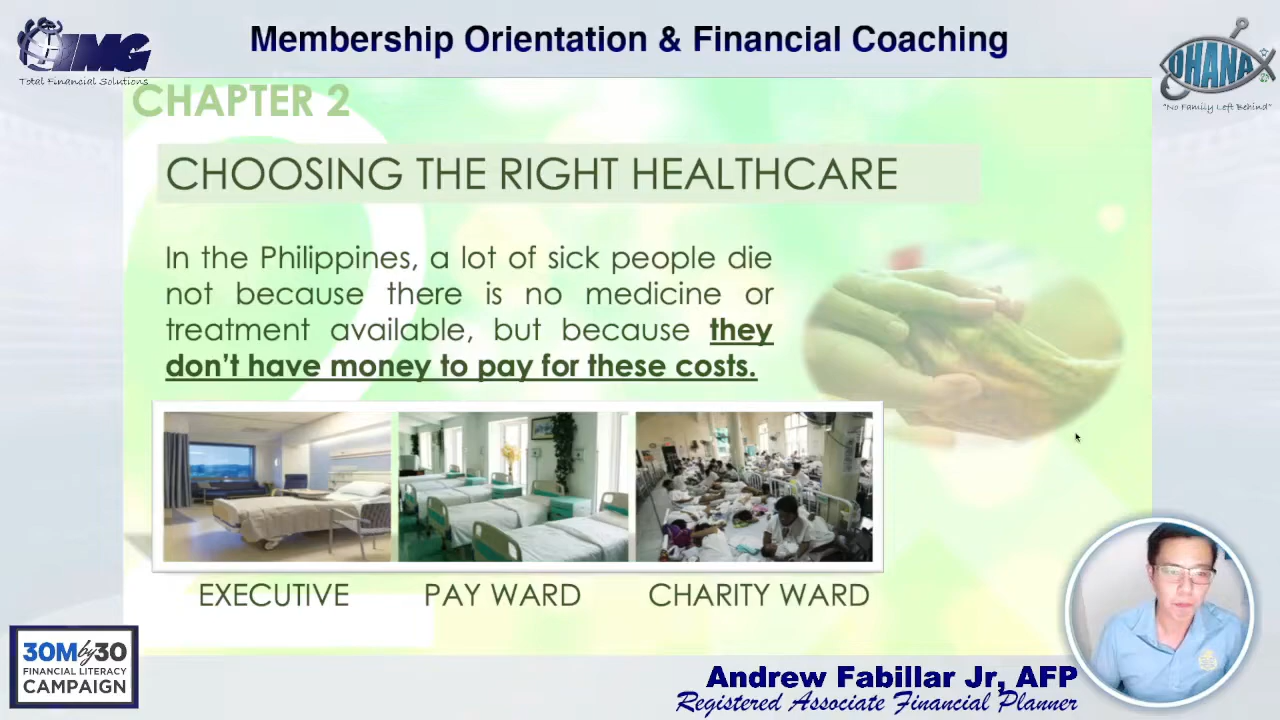 IMG
Total Financial Solutions
Membership Orientation & Financial Coaching
OHANA
"No Family Left Behind"
CHAPTER 2
CHOOSING THE RIGHT HEALTHCARE
In the Philippines, a lot of sick people die
not because there is no medicine or
treatment available, but because they
don't have money to pay for these costs.
EXECUTIVE
PAY WARD
CHARITY WARD
30M by 30
FINANCIAL LITERACY
CAMPAIGN
Andrew Fabillar Jr, AFP
Registered Associate Financial Planner